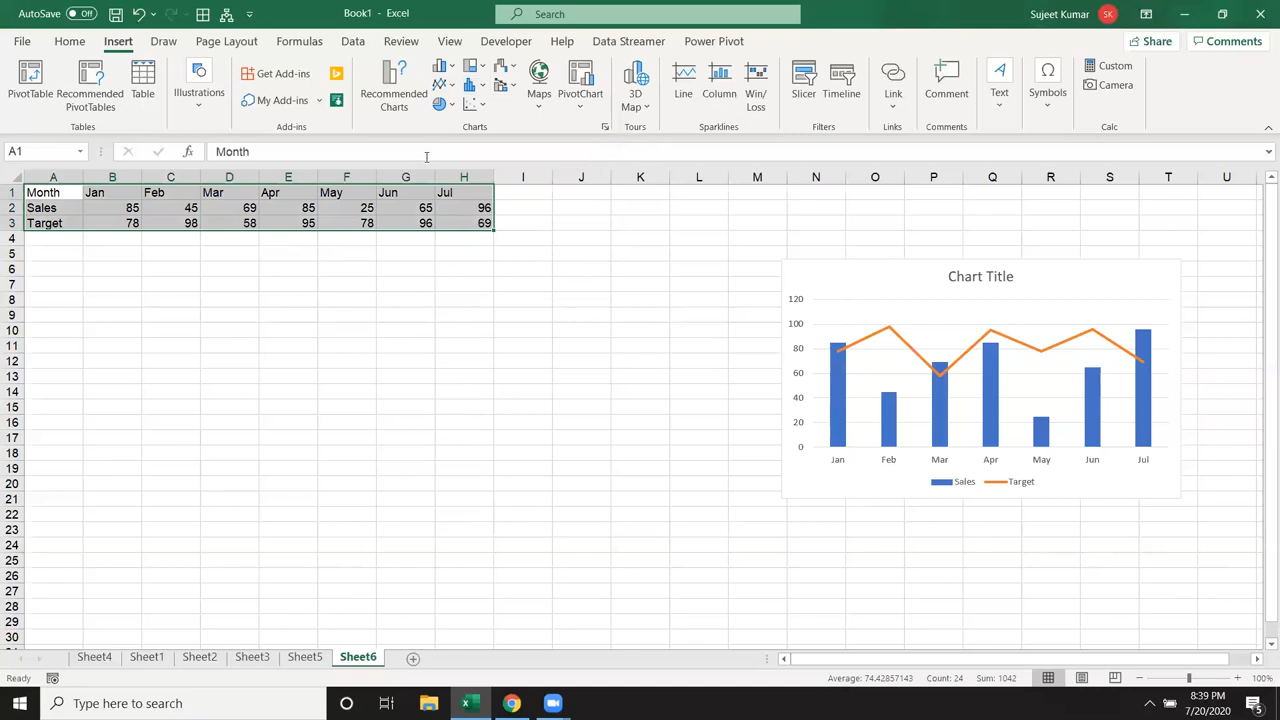 AutoSave Off Book1 - Excel Search Sujeet Kumar SK
File Home Insert Draw Page Layout Formulas Data Review View Developer Help Data Streamer Power Pivot Share Comments
PivotTable Recommended PivotTables Table Illustrations Get Add-ins My Add-ins Recommended Charts Maps PivotChart 3D Map Line Column Win/Loss Slicer Timeline Link Comment Text Symbols Custom Camera
Tables Add-ins Charts Tours Sparklines Filters Links Comment Calc
A1 fx Month
A B C D E F G H I J K L M N O P Q R S T U
1 Month Jan Feb Mar Apr May Jun Jul
2 Sales 85 45 69 85 25 65 96
3 Target 78 98 58 95 78 96 69
4
5
6
7
8
9
10
11
12
13
14
15
16
17
18
19
20
21
22
23
24
25
26
27
28
29
30
Chart Title
120
100
80
60
40
20
0
Jan Feb Mar Apr May Jun Jul
Sales Target
Sheet4 Sheet1 Sheet2 Sheet3 Sheet5 Sheet6
Ready Average: 74.42857143 Count: 24 Sum: 1042 100%
Type here to search 8:39 PM
7/20/2020 5